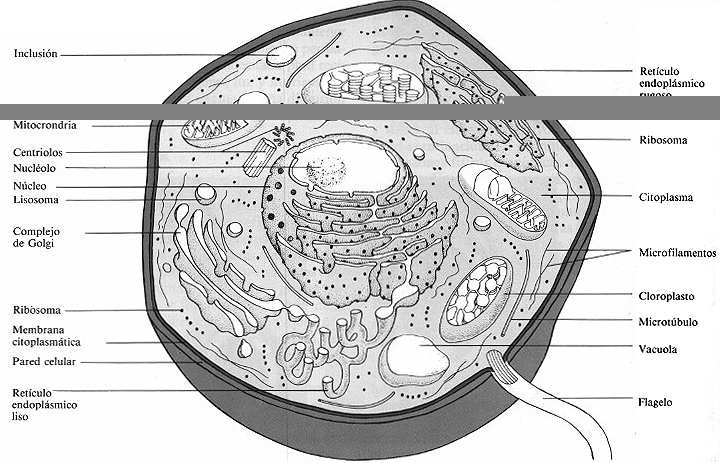 Inclusión
Mitocrondria
Centriolos
Nucléolo
Núcleo
Lisosoma
Complejo
de Golgi
Ribòsoma
Membrana
citoplasmática
Pared celular
Retículo
endoplásmico
liso
Retículo
endoplásmico
Ribosoma
Citoplasma
Microfilamentos
Cloroplasto
Microtúbulo
Vacuola
Flagelo